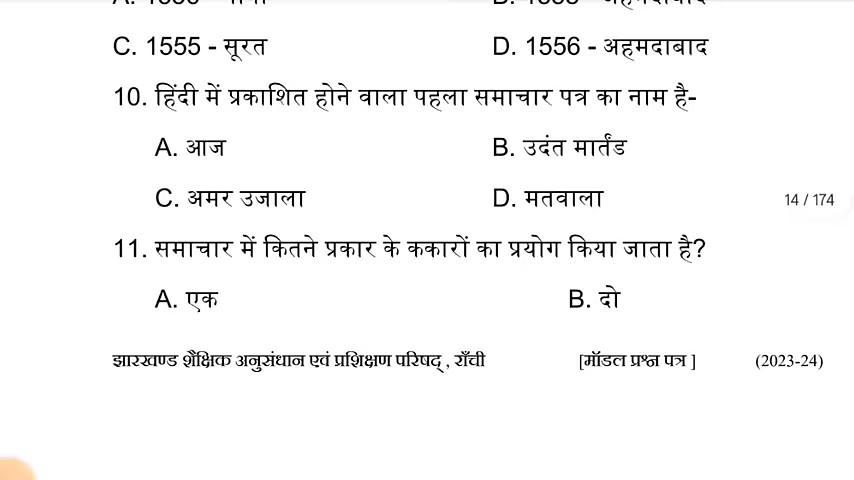 C. 1555 - सूरत D. 1556 - अहमदाबाद
10. हिंदी में प्रकाशित होने वाला पहला समाचार पत्र का नाम है-
A. आज B. उदंत मार्तंड
C. अमर उजाला D. मतवाला
14 / 174
11. समाचार में कितने प्रकार के ककारों का प्रयोग किया जाता है?
A. एक B. दो
झारखण्ड शैक्षिक अनुसंधान एवं प्रशिक्षण परिषद् , राँची [मॉडल प्रश्न पत्र ] (2023-24)